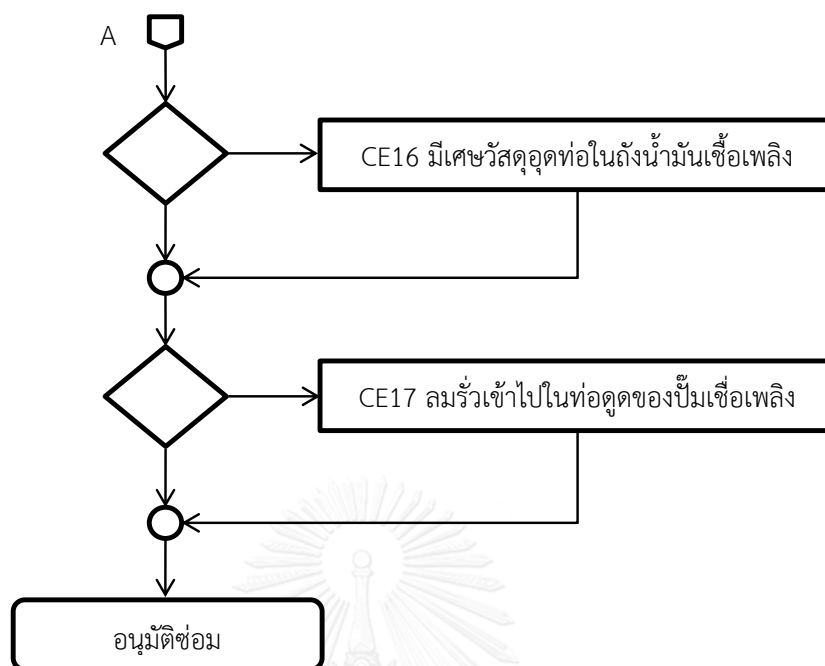 A
CE16 มีเศษวัสดุอุดท่อในถังน้ำมันเชื้อเพลิง
CE17 ลมรั่วเข้าไปในท่อดูดของปั๊มเชื่อเพลิง
อนุมัติซ่อม